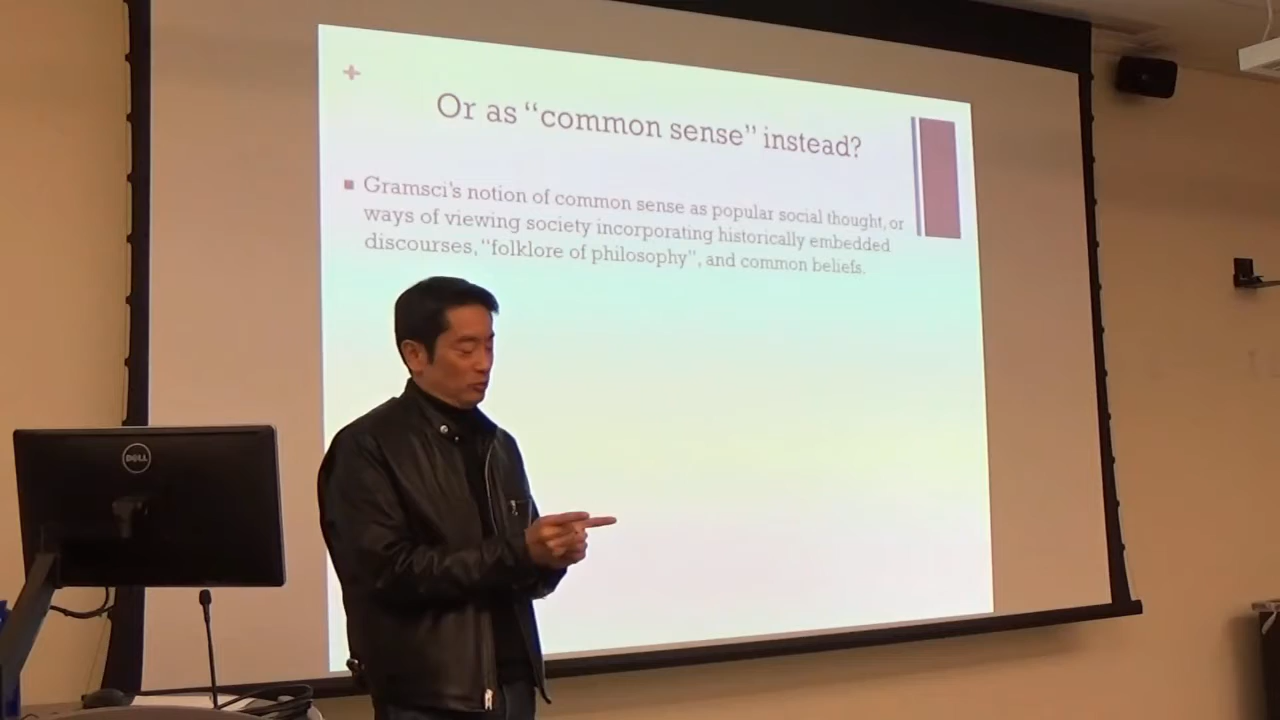 +
Or as “common sense” instead?
Gramsci’s notion of common sense as popular social thought, or
ways of viewing society incorporating historically embedded
discourses, “folklore of philosophy”, and common beliefs.
DELL